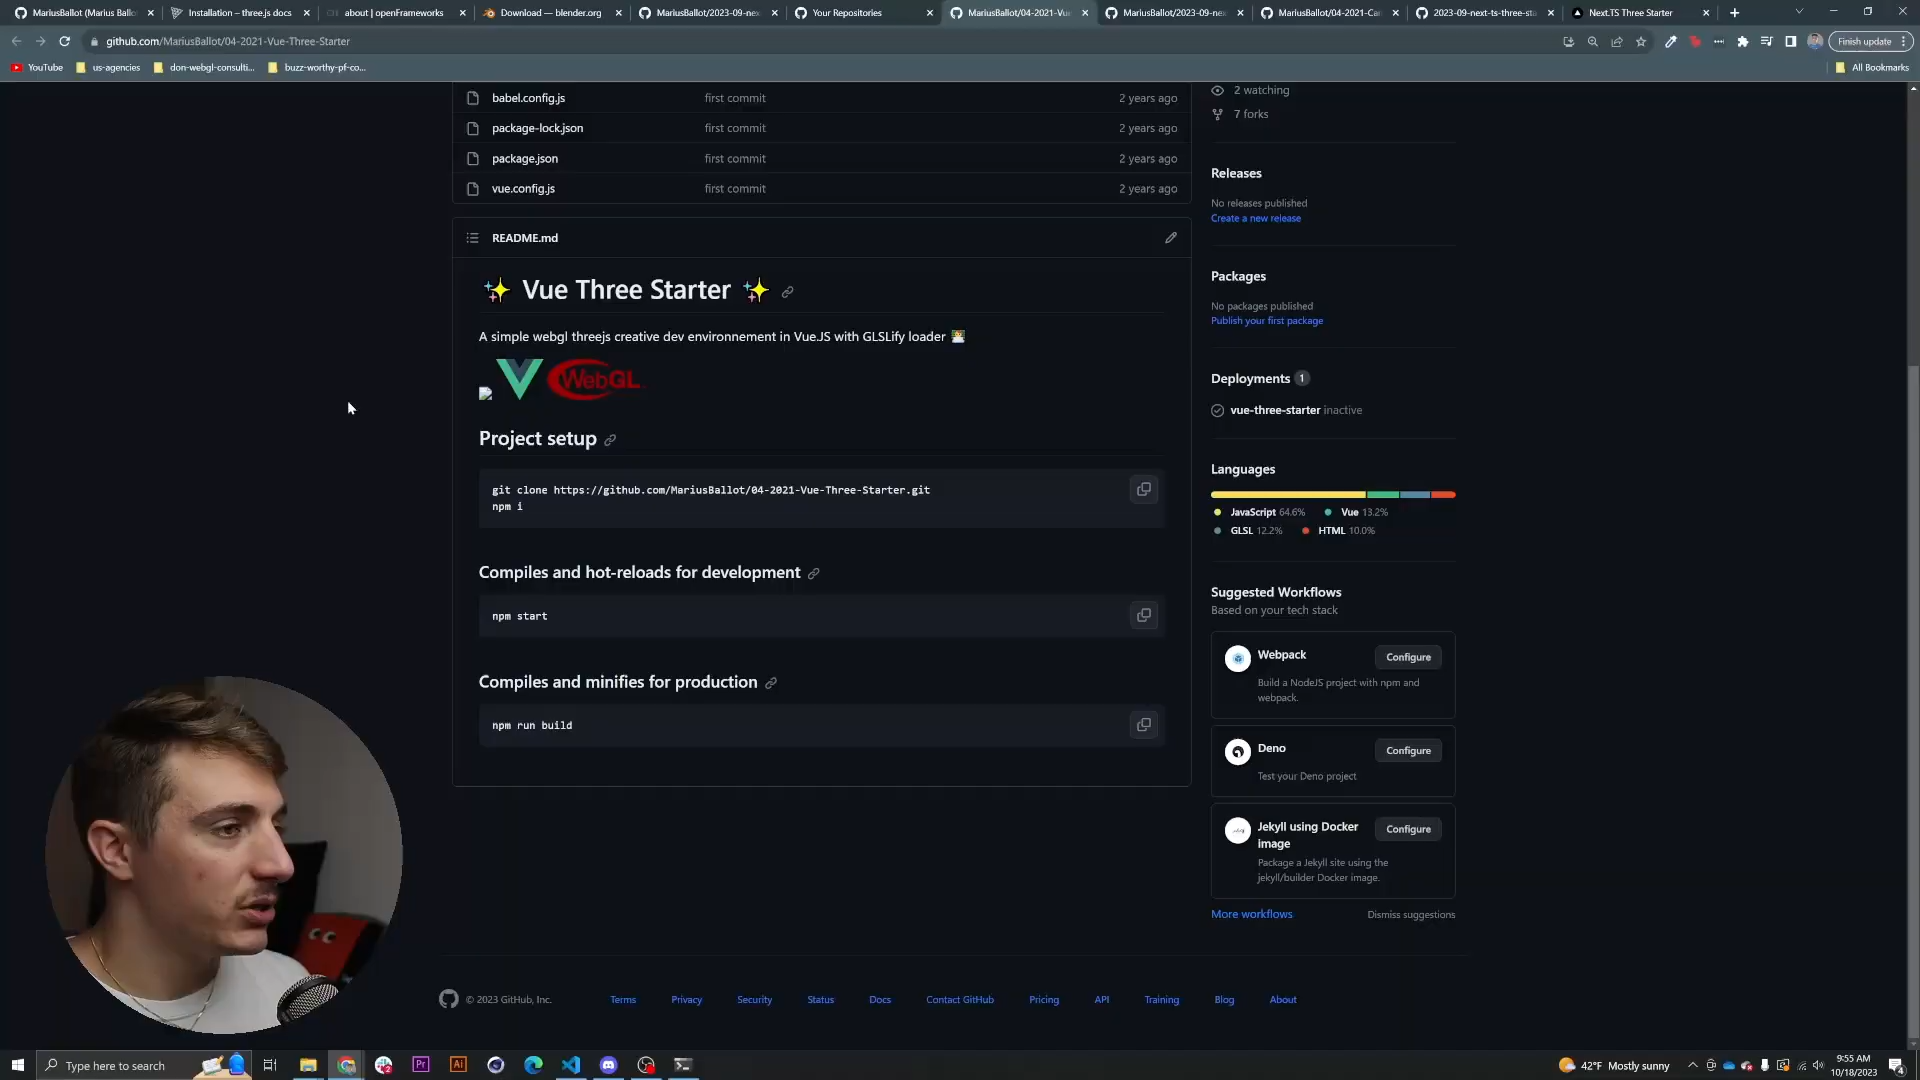 MariusBallot (Marius Ballo
Installation – three.js docs
about | openFrameworks
Download — blender.org
MariusBallot/2023-09-ne
Your Repositories
MariusBallot/04-2021-Vu
MariusBallot/2023-09-ne
MariusBallot/04-2021-Ca
2023-09-next-ts-three-st
Next.TS Three Starter
github.com/MariusBallot/04-2021-Vue-Three-Starter
Finish update
YouTube
us-agencies
don-webgl-consulti...
buzz-worthy-pf-co...
All Bookmarks
babel.config.js first commit 2 years ago
package-lock.json first commit 2 years ago
package.json first commit 2 years ago
vue.config.js first commit 2 years ago
README.md
✨ Vue Three Starter ✨
A simple webgl threejs creative dev environnement in VueJS with GLSLify loader
WebGL
Project setup
git clone https://github.com/MariusBallot/04-2021-Vue-Three-Starter.git
npm i
Compiles and hot-reloads for development
npm start
Compiles and minifies for production
npm run build
2 watching
7 forks
Releases
No releases published
Create a new release
Packages
No packages published
Publish your first package
Deployments 1
vue-three-starter inactive
Languages
JavaScript 64.6% Vue 13.2%
GLSL 12.2% HTML 10.0%
Suggested Workflows
Based on your tech stack
Webpack
Configure
Build a NodeJS project with npm and
webpack.
Deno
Configure
Test your Deno project
Jekyll using Docker
image
Configure
Package a Jekyll site using the
jekyll/builder Docker image.
More workflows
Dismiss suggestions
© 2023 GitHub, Inc.
Terms
Privacy
Security
Status
Docs
Contact GitHub
Pricing
API
Training
Blog
About
Type here to search
Pr
Ai
42°F Mostly sunny
9:55 AM
10/18/2023